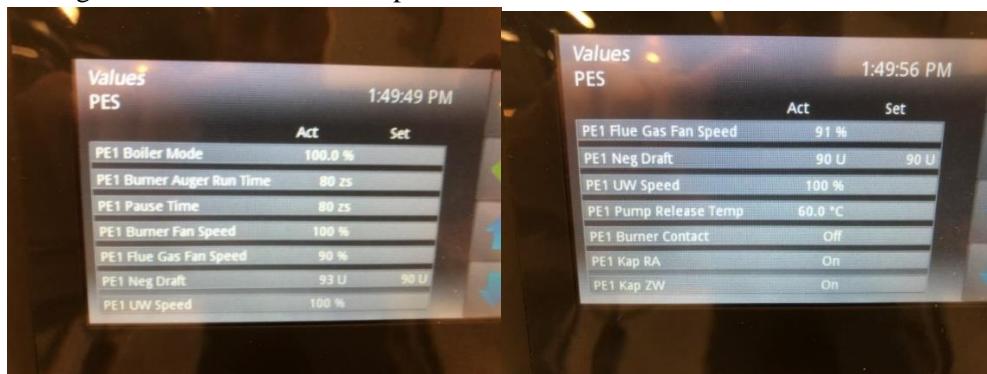 Values
PES 1:49:49 PM
Act Set
PE1 Boiler Mode 100.0 %
PE1 Burner Auger Run Time 80 zs
PE1 Pause Time 80 zs
PE1 Burner Fan Speed 100 %
PE1 Flue Gas Fan Speed 90 %
PE1 Neg Draft 93 U 90 U
PE1 UW Speed 100 %
Values
PES 1:49:56 PM
Act Set
PE1 Flue Gas Fan Speed 91 %
PE1 Neg Draft 90 U 90 U
PE1 UW Speed 100 %
PE1 Pump Release Temp 60.0 °C
PE1 Burner Contact Off
PE1 Kap RA On
PE1 Kap ZW On